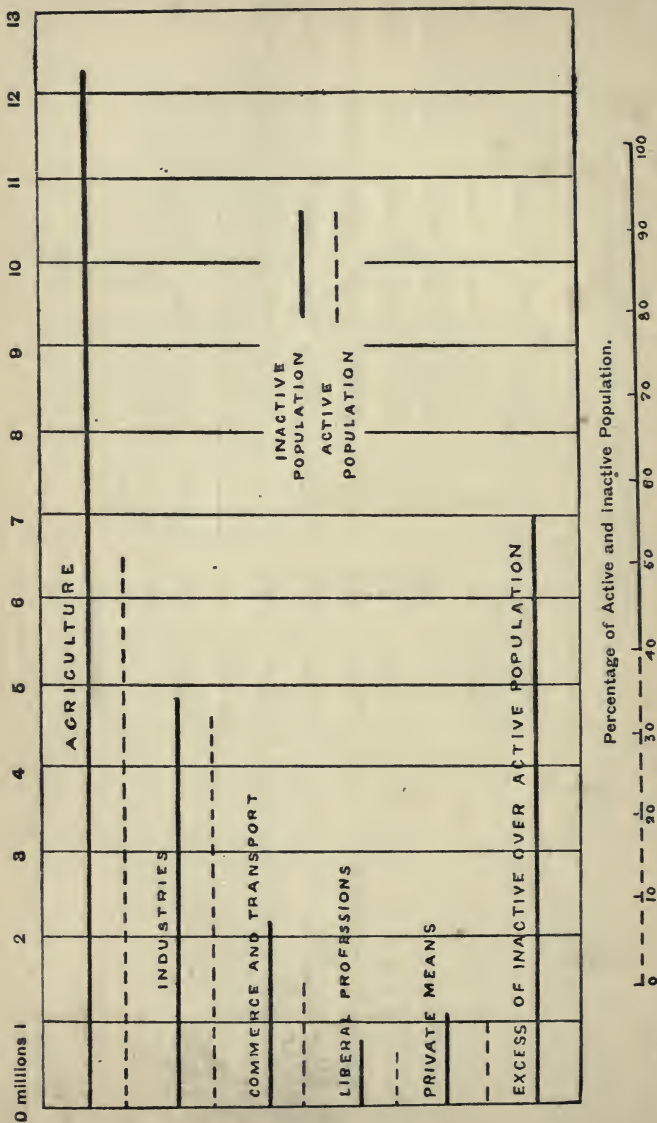 0 millions 1 2 3 4 5 6 7 8 9 10 11 12 13
AGRICULTURE
INDUSTRIES
COMMERCE AND TRANSPORT
LIBERAL PROFESSIONS
PRIVATE MEANS
EXCESS OF INACTIVE OVER ACTIVE POPULATION
INACTIVE
POPULATION
ACTIVE
POPULATION
Percentage of Active and Inactive Population.
0 10 20 30 40 50 60 70 80 90 100